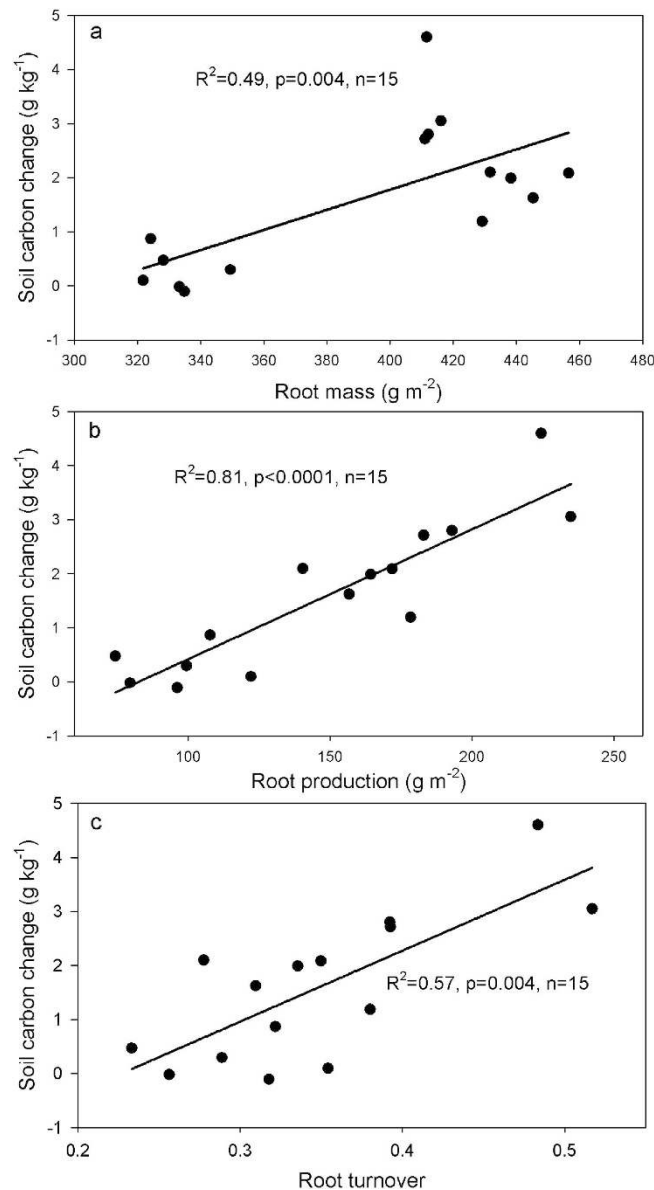 a
R²=0.49, p=0.004, n=15
Soil carbon change (g kg⁻¹)
5
4
3
2
1
0
-1
300 320 340 360 380 400 420 440 460 480
Root mass (g m⁻²)
b
R²=0.81, p<0.0001, n=15
Soil carbon change (g kg⁻¹)
5
4
3
2
1
0
-1
100 150 200 250
Root production (g m⁻²)
c
R²=0.57, p=0.004, n=15
Soil carbon change (g kg⁻¹)
5
4
3
2
1
0
-1
0.2 0.3 0.4 0.5
Root turnover